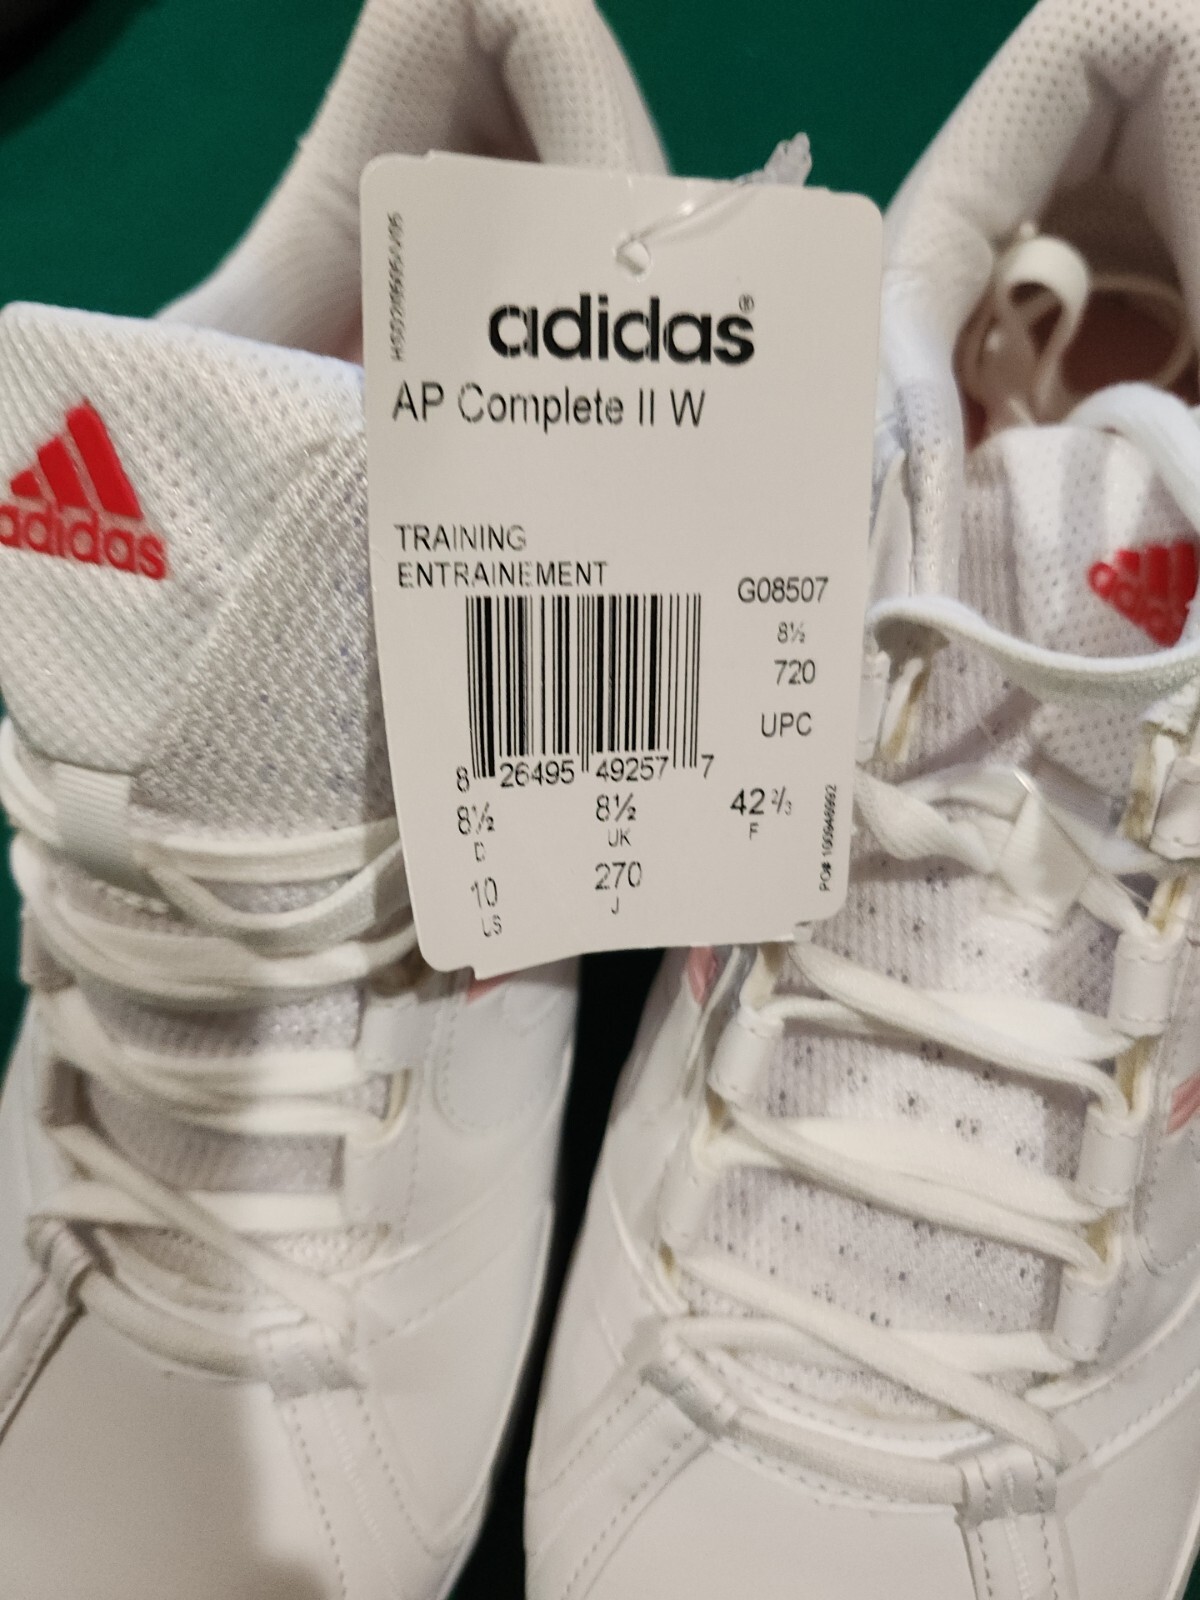 adidas®
AP Complete II W
TRAINING
ENTRAINEMENT
G08507
8½
720
UPC
8 26495 49257 7
8½ 8½ 42⅔
D UK F
10 270
US J
PO# 
adidas
adidas